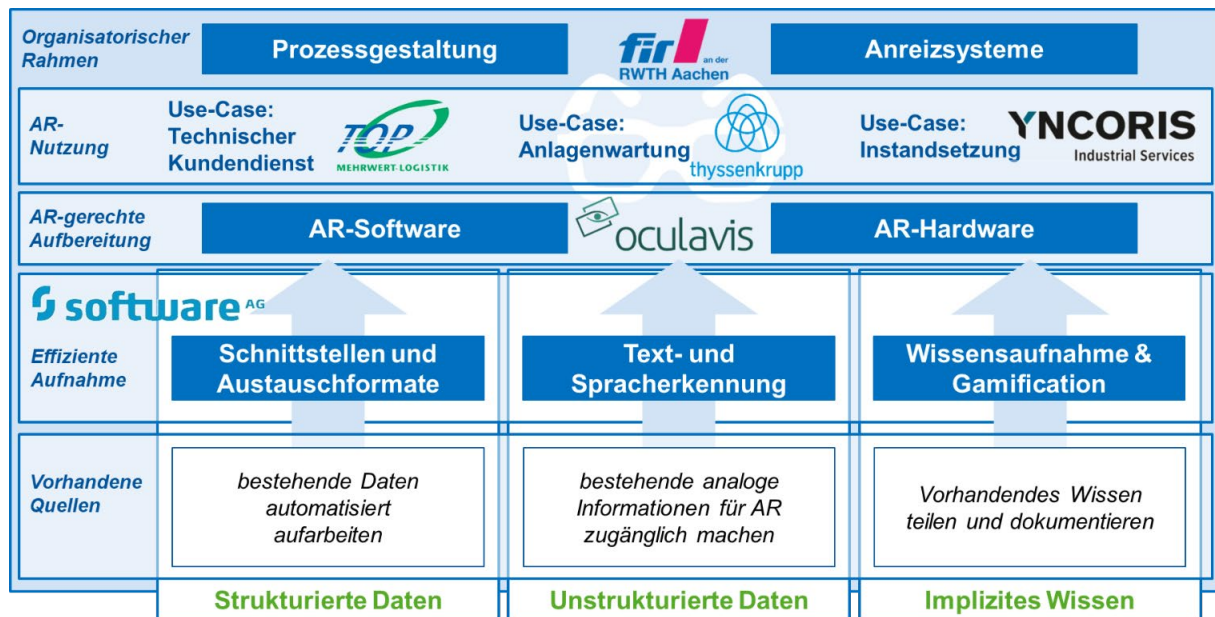 Organisatorischer
Rahmen
Prozessgestaltung
fir
an der
RWTH Aachen
Anreizsysteme
AR-
Nutzung
Use-Case:
Technischer
Kundendienst
TOP
MEHRWERT-LOGISTIK
Use-Case:
Anlagenwartung
thyssenkrupp
Use-Case:
Instandsetzung
YNCORIS
Industrial Services
AR-gerechte
Aufbereitung
AR-Software
oculavis
AR-Hardware
software AG
Effiziente
Aufnahme
Schnittstellen und
Austauschformate
Text- und
Spracherkennung
Wissensaufnahme &
Gamification
Vorhandene
Quellen
bestehende Daten
automatisiert
aufarbeiten
bestehende analoge
Informationen für AR
zugänglich machen
Vorhandendes Wissen
teilen und dokumentieren
Strukturierte Daten
Unstrukturierte Daten
Implizites Wissen